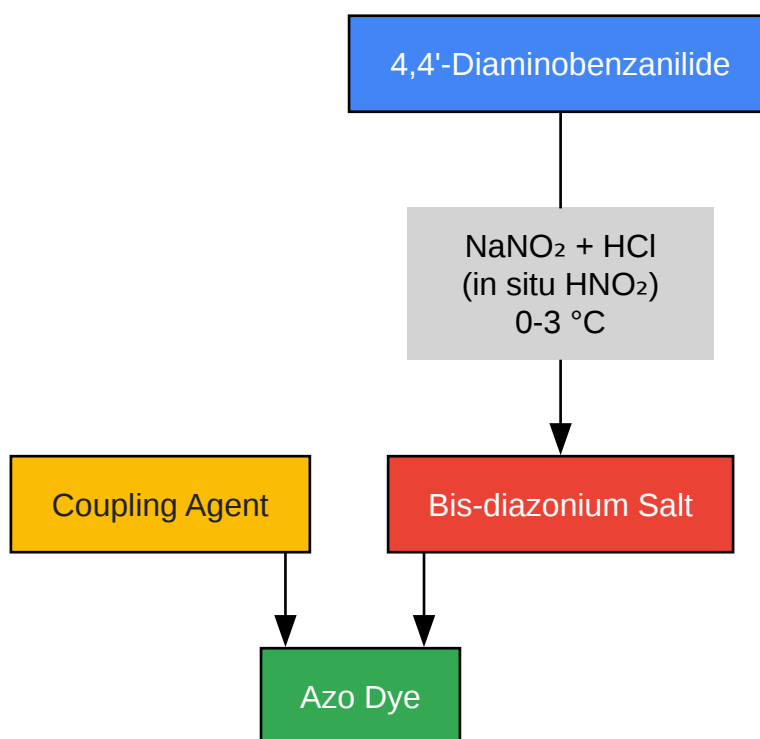 4,4'-Diaminobenzanilide
NaNO₂ + HCl
(in situ HNO₂)
0-3 °C
Coupling Agent
Bis-diazonium Salt
Azo Dye